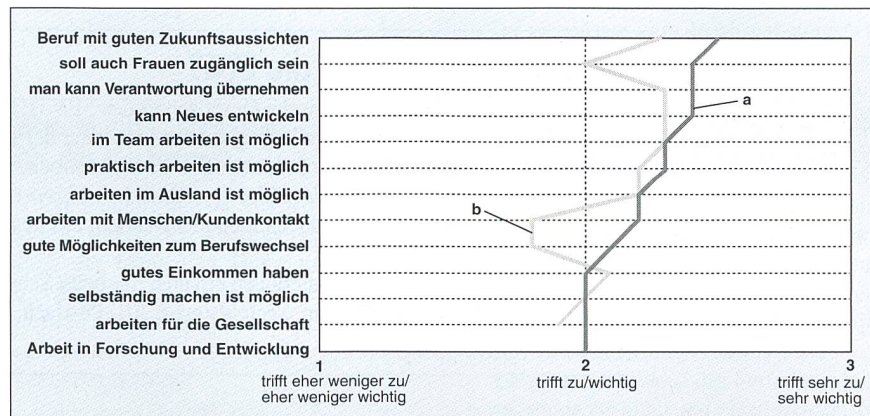 Beruf mit guten Zukunftsaussichten
soll auch Frauen zugänglich sein
man kann Verantwortung übernehmen
kann Neues entwickeln
im Team arbeiten ist möglich
praktisch arbeiten ist möglich
arbeiten im Ausland ist möglich
arbeiten mit Menschen/Kundenkontakt
gute Möglichkeiten zum Berufswechsel
gutes Einkommen haben
selbständig machen ist möglich
arbeiten für die Gesellschaft
Arbeit in Forschung und Entwicklung
a
b
1 2 3
trifft eher weniger zu/ trifft zu/wichtig trifft sehr zu/
eher weniger wichtig sehr wichtig